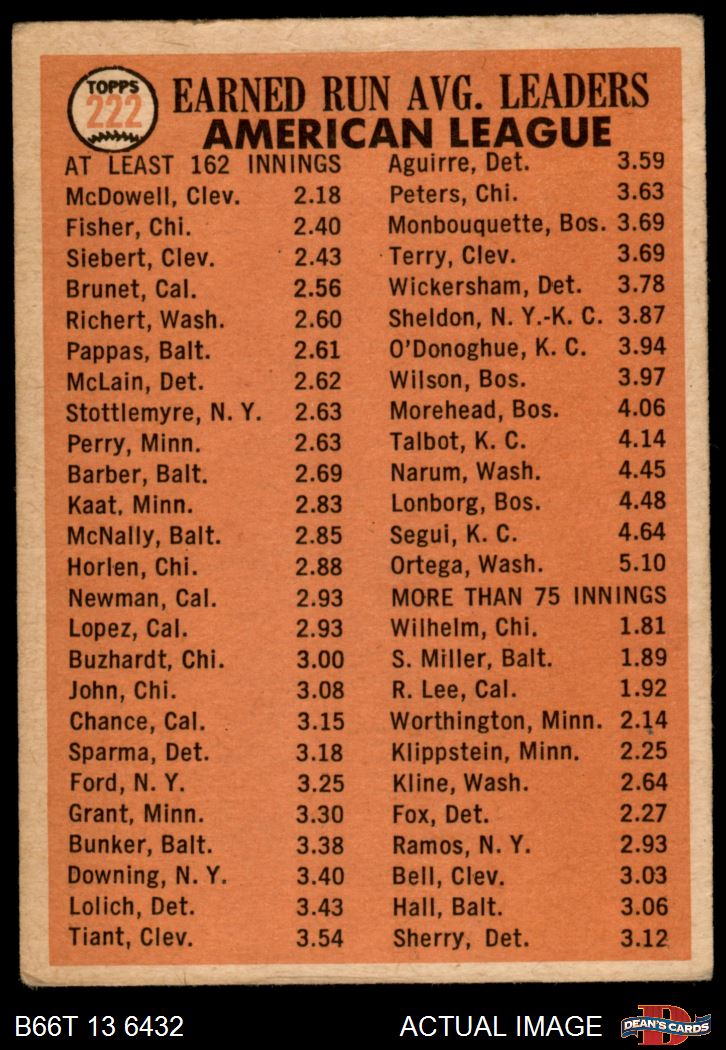 TOPPS
222
EARNED RUN AVG. LEADERS
AMERICAN LEAGUE
AT LEAST 162 INNINGS
McDowell, Clev. 2.18
Fisher, Chi. 2.40
Siebert, Clev. 2.43
Brunet, Cal. 2.56
Richert, Wash. 2.60
Pappas, Balt. 2.61
McLain, Det. 2.62
Stottlemyre, N. Y. 2.63
Perry, Minn. 2.63
Barber, Balt. 2.69
Kaat, Minn. 2.83
McNally, Balt. 2.85
Horlen, Chi. 2.88
Newman, Cal. 2.93
Lopez, Cal. 2.93
Buzhardt, Chi. 3.00
John, Chi. 3.08
Chance, Cal. 3.15
Sparma, Det. 3.18
Ford, N. Y. 3.25
Grant, Minn. 3.30
Bunker, Balt. 3.38
Downing, N. Y. 3.40
Lolich, Det. 3.43
Tiant, Clev. 3.54
Aguirre, Det. 3.59
Peters, Chi. 3.63
Monbouquette, Bos. 3.69
Terry, Clev. 3.69
Wickersham, Det. 3.78
Sheldon, N. Y.-K. C. 3.87
O'Donoghue, K. C. 3.94
Wilson, Bos. 3.97
Morehead, Bos. 4.06
Talbot, K. C. 4.14
Narum, Wash. 4.45
Lonborg, Bos. 4.48
Segui, K. C. 4.64
Ortega, Wash. 5.10
MORE THAN 75 INNINGS
Wilhelm, Chi. 1.81
S. Miller, Balt. 1.89
R. Lee, Cal. 1.92
Worthington, Minn. 2.14
Klippstein, Minn. 2.25
Kline, Wash. 2.64
Fox, Det. 2.27
Ramos, N. Y. 2.93
Bell, Clev. 3.03
Hall, Balt. 3.06
Sherry, Det. 3.12
B66T 13 6432
ACTUAL IMAGE
D
DEAN'S CARDS